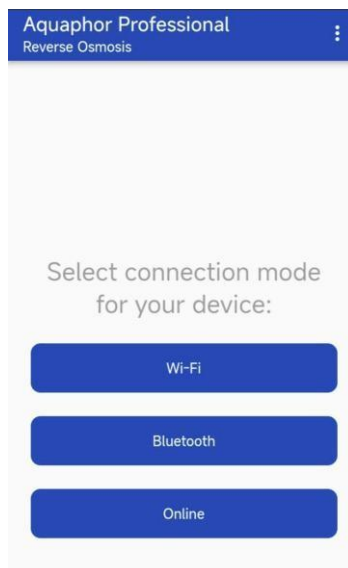 Aquaphor Professional
Reverse Osmosis
Select connection mode
for your device:
Wi-Fi
Bluetooth
Online